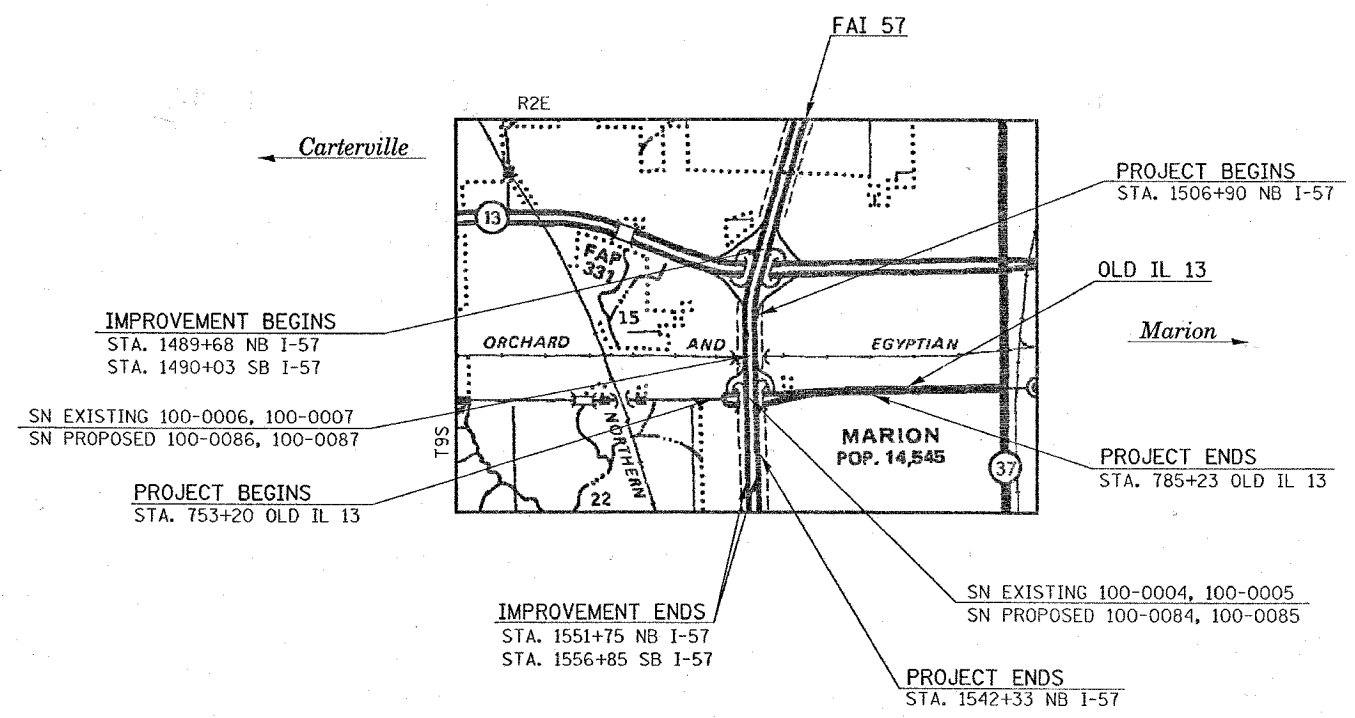 FAI 57
R2E
Carterville
PROJECT BEGINS
STA. 1506+90 NB I-57
13
FAP
331
OLD IL 13
IMPROVEMENT BEGINS
STA. 1489+68 NB I-57
STA. 1490+03 SB I-57
15
Marion
ORCHARD AND EGYPTIAN
SN EXISTING 100-0006, 100-0007
SN PROPOSED 100-0086, 100-0087
T9S
NORTHERN
MARION
POP. 14,545
37
PROJECT ENDS
STA. 785+23 OLD IL 13
PROJECT BEGINS
STA. 753+20 OLD IL 13
22
SN EXISTING 100-0004, 100-0005
SN PROPOSED 100-0084, 100-0085
IMPROVEMENT ENDS
STA. 1551+75 NB I-57
STA. 1556+85 SB I-57
PROJECT ENDS
STA. 1542+33 NB I-57